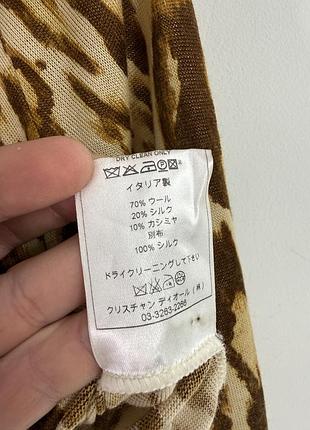 DRY CLEAN ONLY
イタリア製
70% ウール
20% シルク
10% カシミヤ
別布
100% シルク
ドライクリーニングしてください
クリスチャン ディオール (株)
03-3263-2266